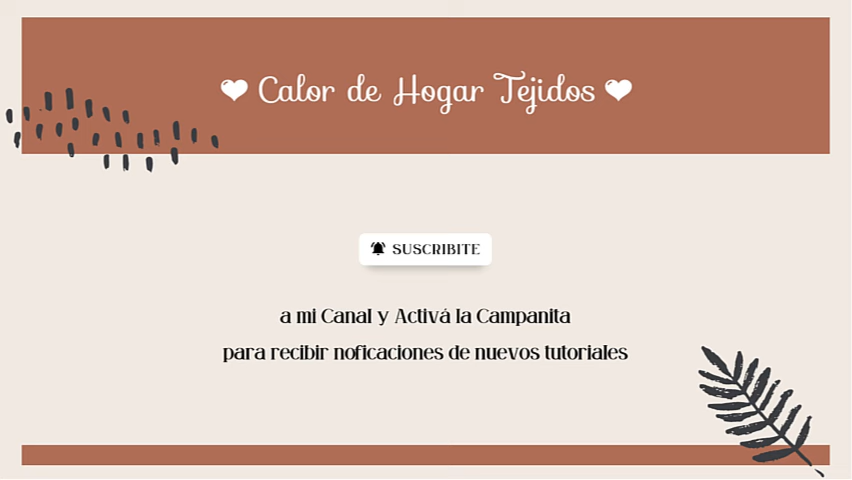 Calor de Hogar Tejidos
SUSCRIBITE
a mi Canal y Activá la Campanita
para recibir noficaciones de nuevos tutoriales